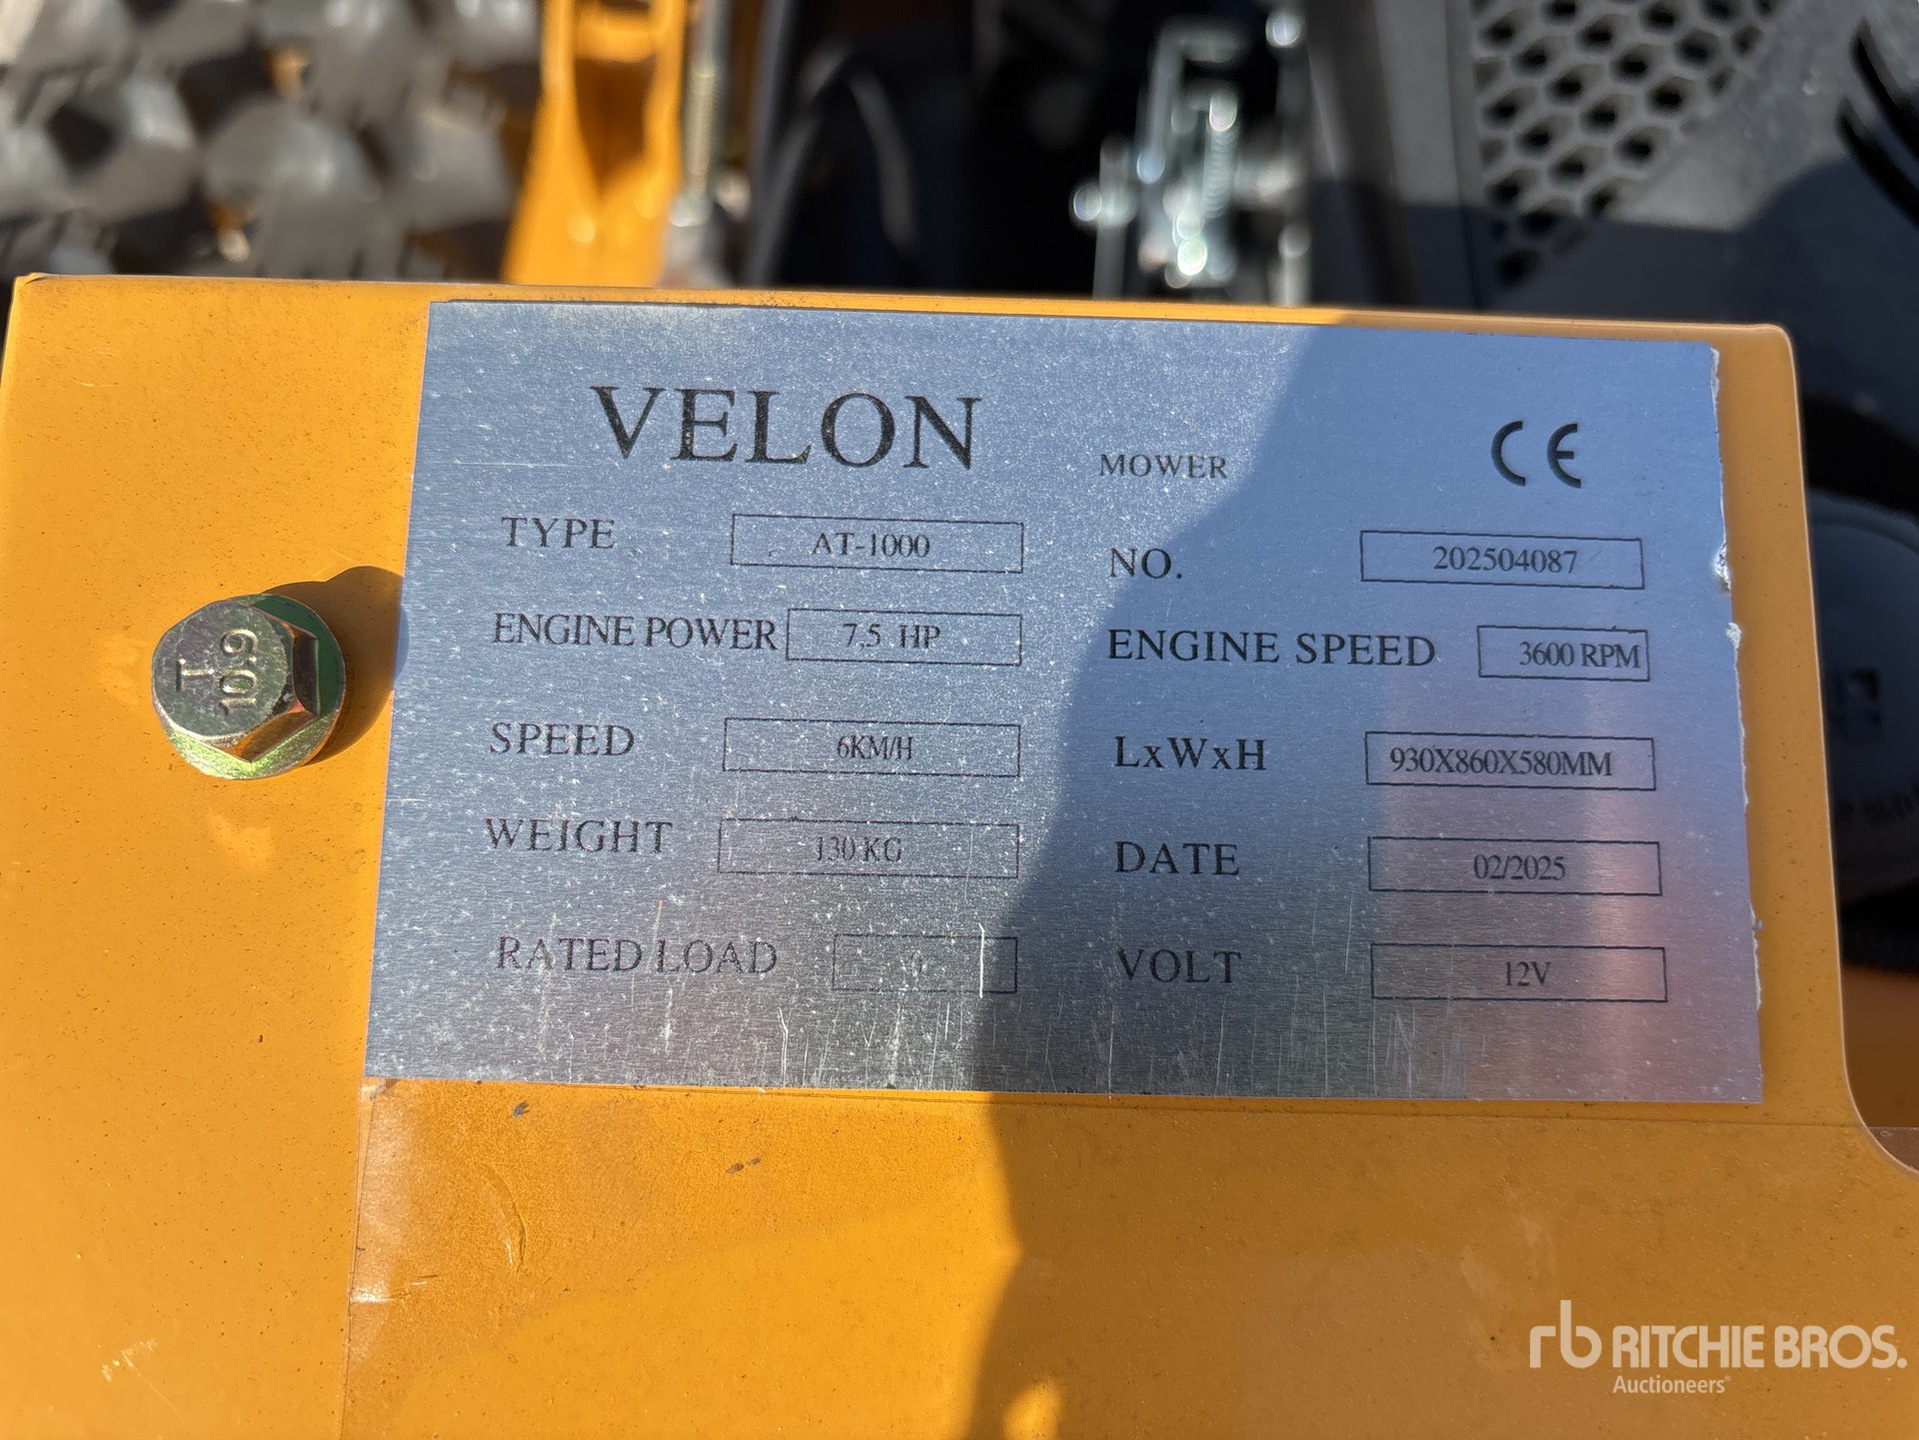 VELON MOWER CE
TYPE AT-1000 NO. 202504087
ENGINE POWER 7,5 HP ENGINE SPEED 3600 RPM
SPEED 6KM/H LxWxH 930X860X580MM
WEIGHT 130 KG DATE 02/2025
RATED LOAD VOLT 12V
T
10.9
rb RITCHIE BROS.
Auctioneers